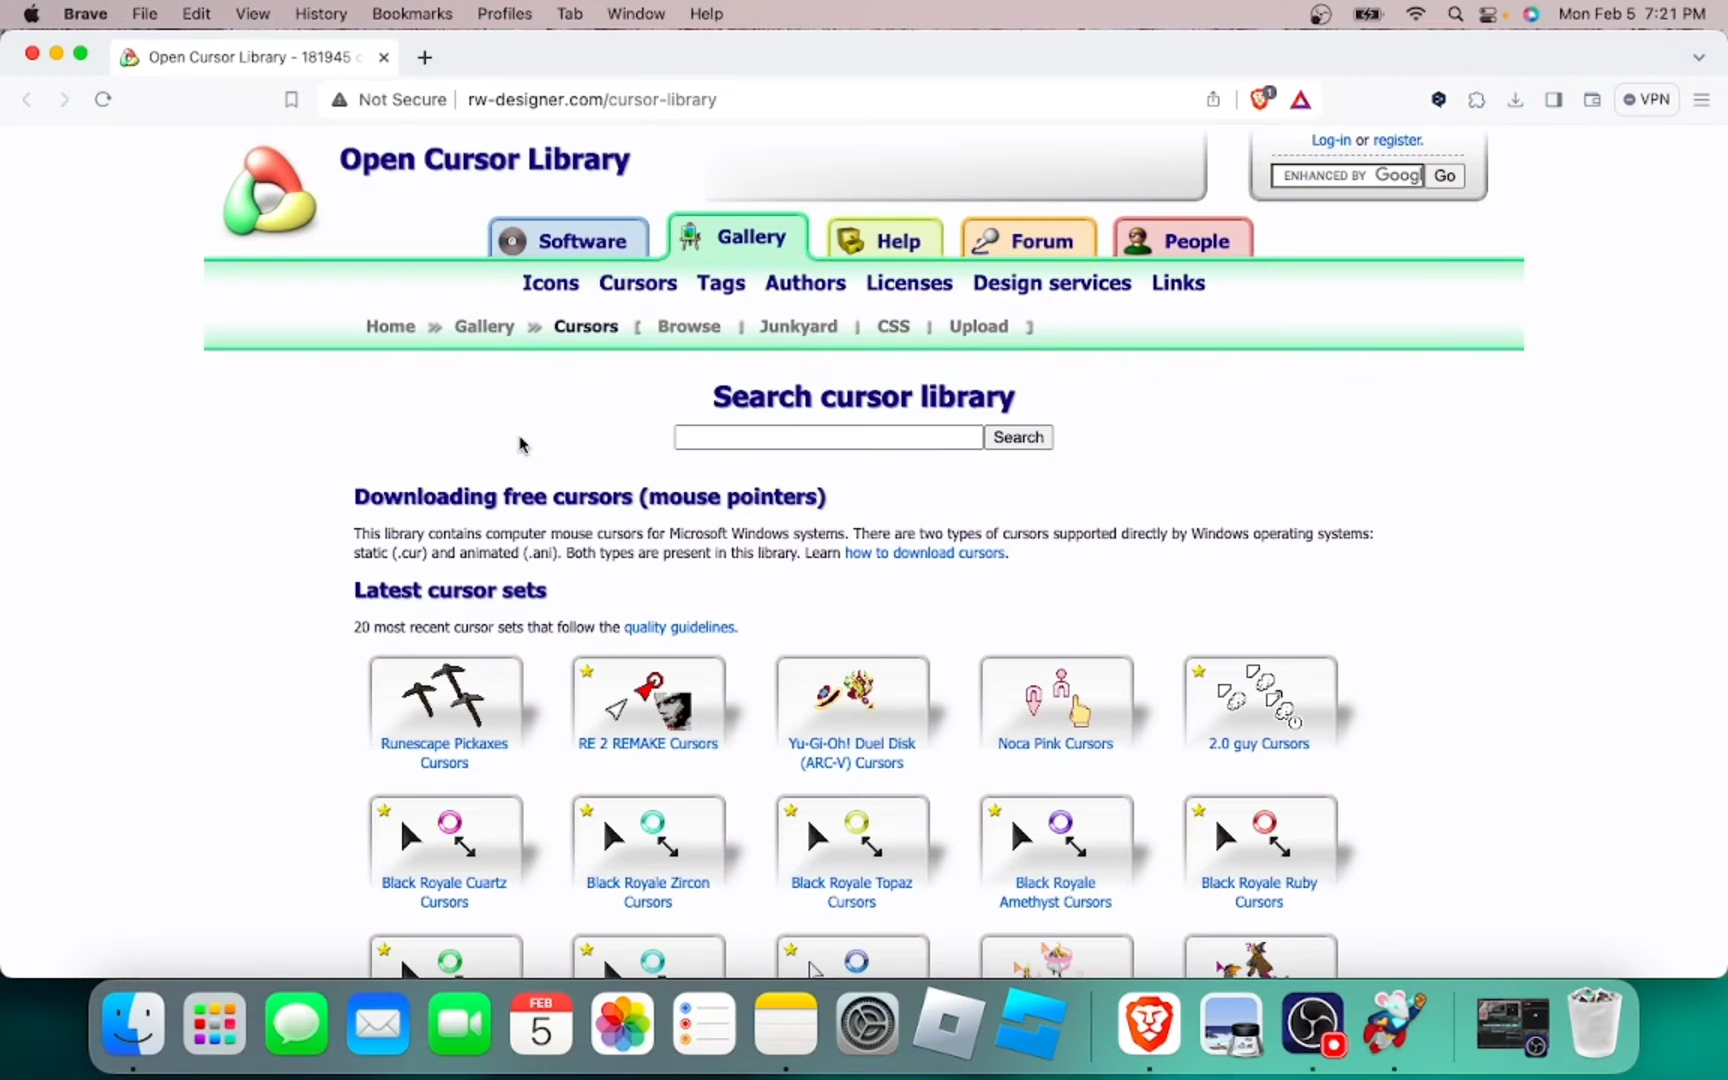 Brave File Edit View History Bookmarks Profiles Tab Window Help Mon Feb 5 7:21 PM
Open Cursor Library - 181945
Not Secure rw-designer.com/cursor-library 1 VPN
Open Cursor Library
Log-in or register.
ENHANCED BY Googl Go
Software Gallery Help Forum People
Icons Cursors Tags Authors Licenses Design services Links
Home » Gallery » Cursors [ Browse | Junkyard | CSS | Upload ]
Search cursor library
Search
Downloading free cursors (mouse pointers)
This library contains computer mouse cursors for Microsoft Windows systems. There are two types of cursors supported directly by Windows operating systems:
static (.cur) and animated (.ani). Both types are present in this library. Learn how to download cursors.
Latest cursor sets
20 most recent cursor sets that follow the quality guidelines.
Runescape Pickaxes
Cursors
RE 2 REMAKE Cursors
Yu-Gi-Oh! Duel Disk
(ARC-V) Cursors
Noca Pink Cursors
2.0 guy Cursors
Black Royale Cuartz
Cursors
Black Royale Zircon
Cursors
Black Royale Topaz
Cursors
Black Royale
Amethyst Cursors
Black Royale Ruby
Cursors
FEB
5